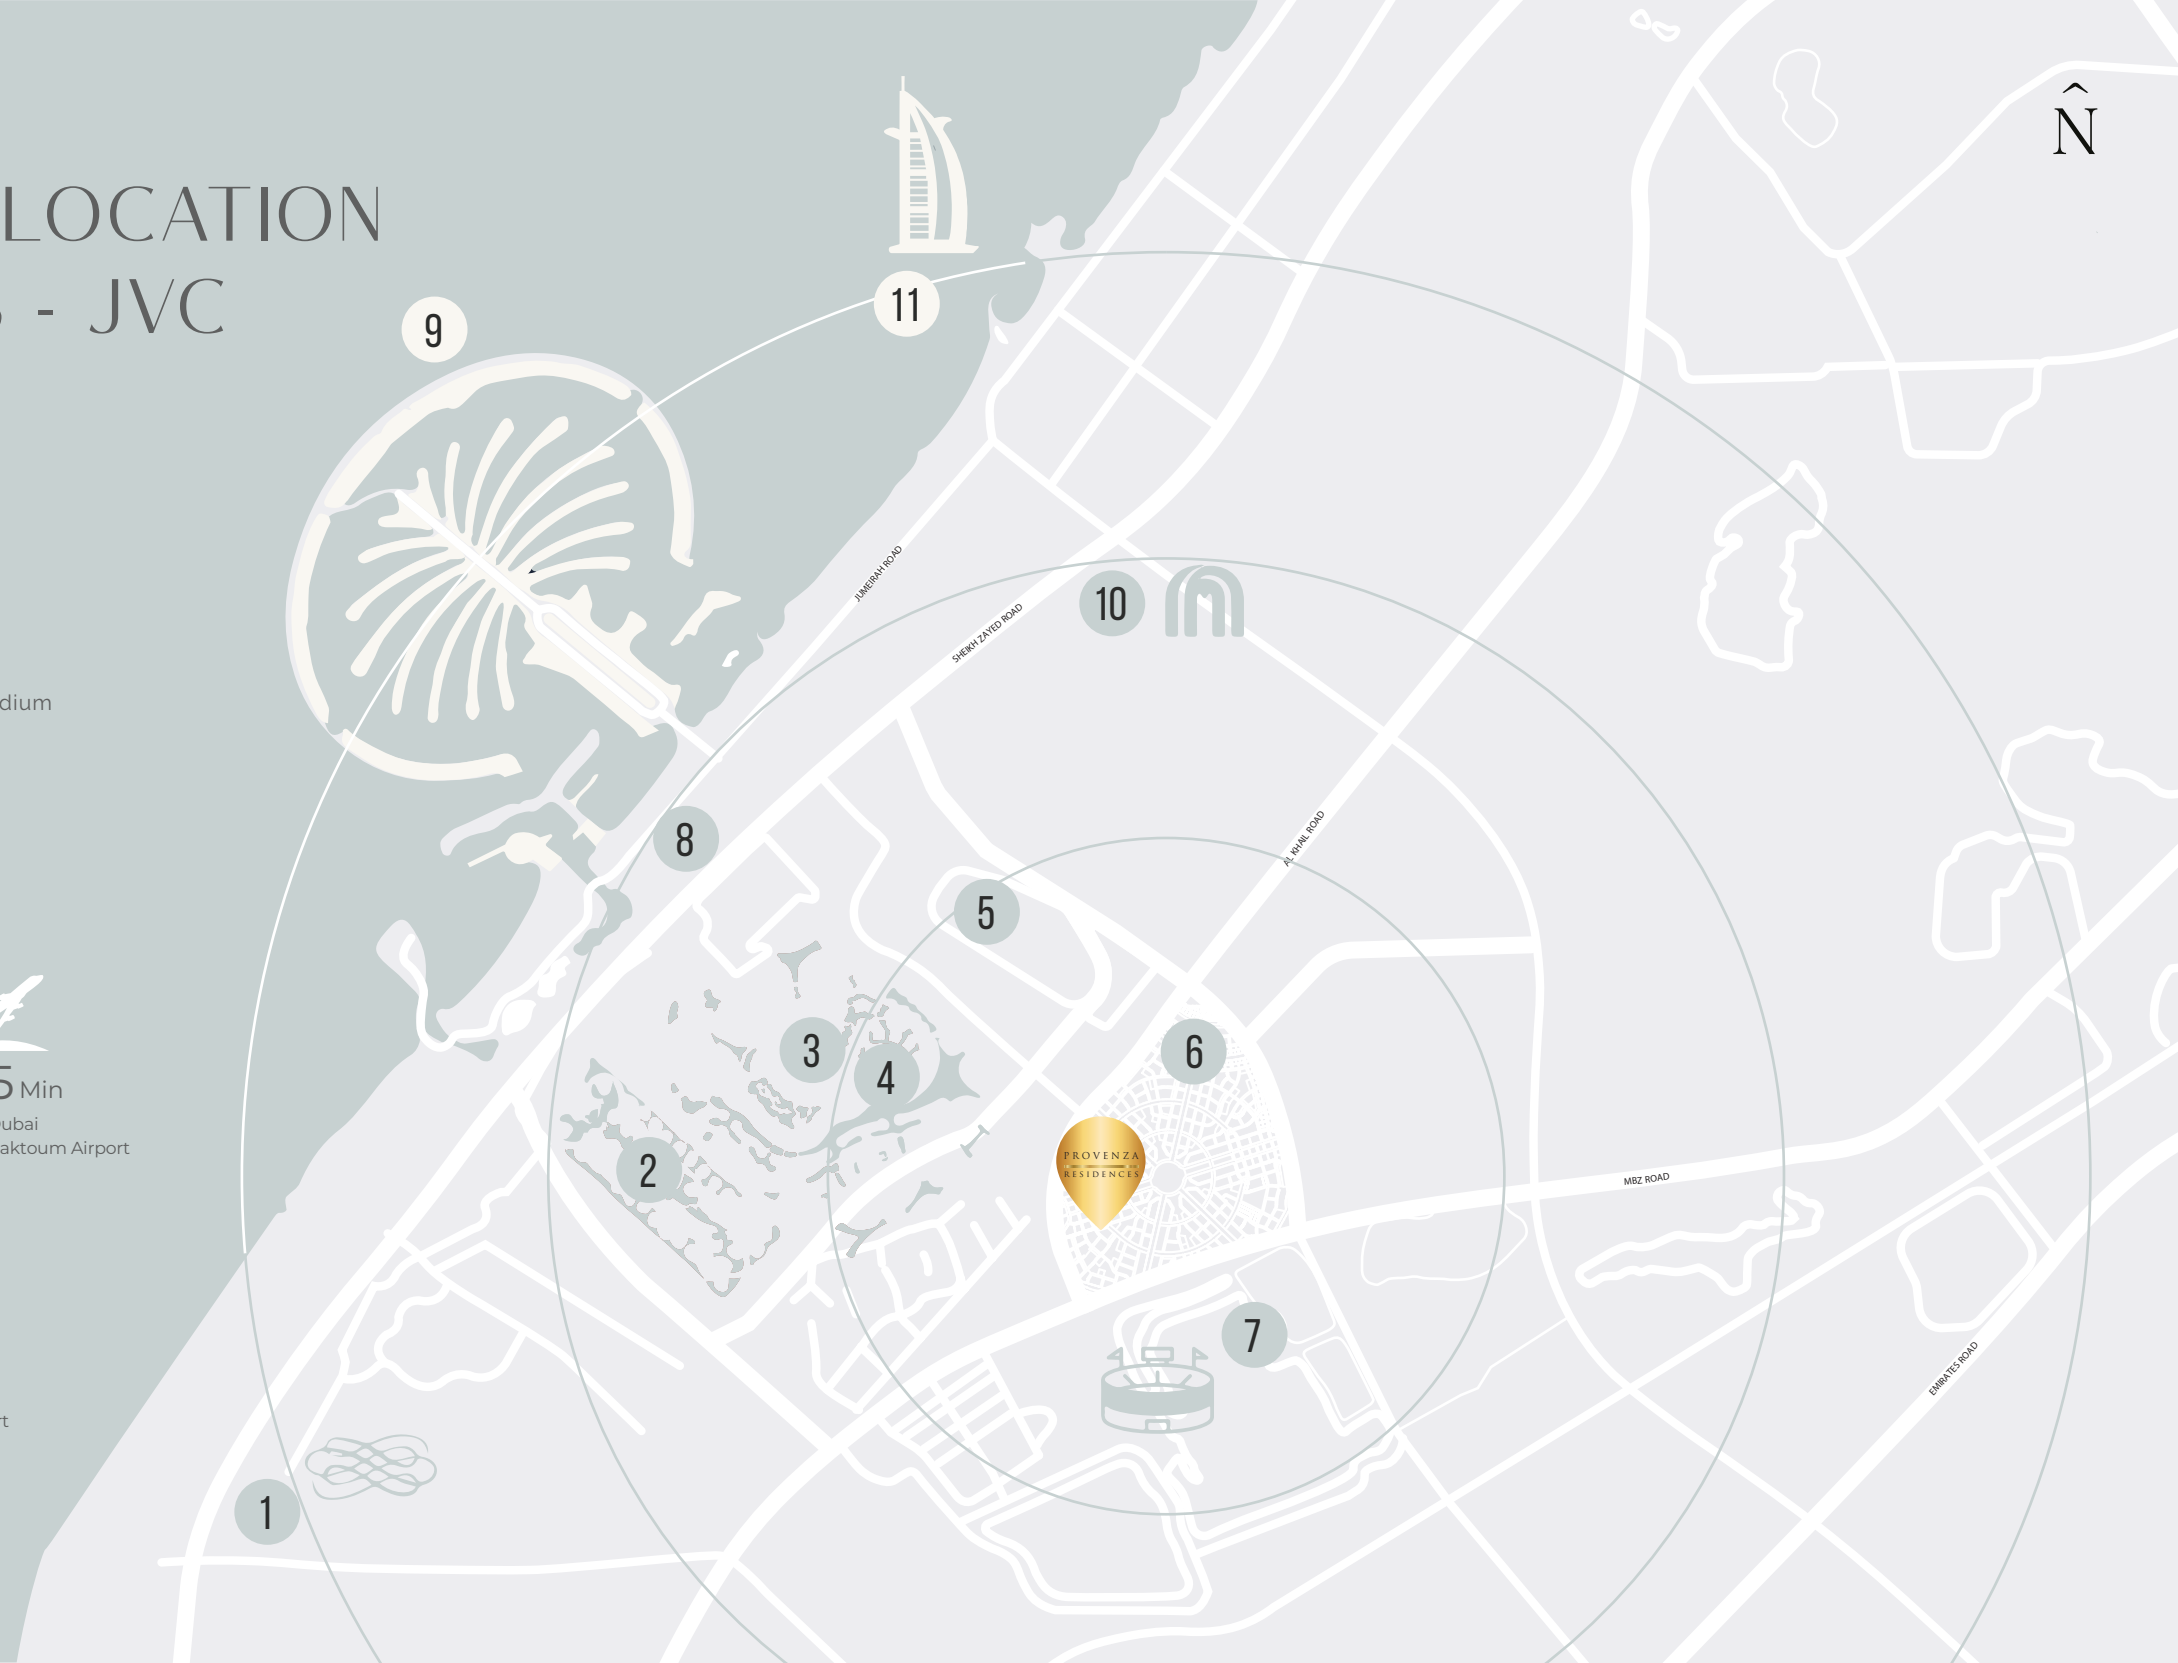 LOCATION
- JVC
N
9
11
dium
JUMEIRAH ROAD
SHEIKH ZAYED ROAD
10
8
AL KHAIL ROAD
5
3
4
6
5 Min
ubai
aktoum Airport
2
PROVENZA
RESIDENCES
MBZ ROAD
7
EMIRATES ROAD
rt
1